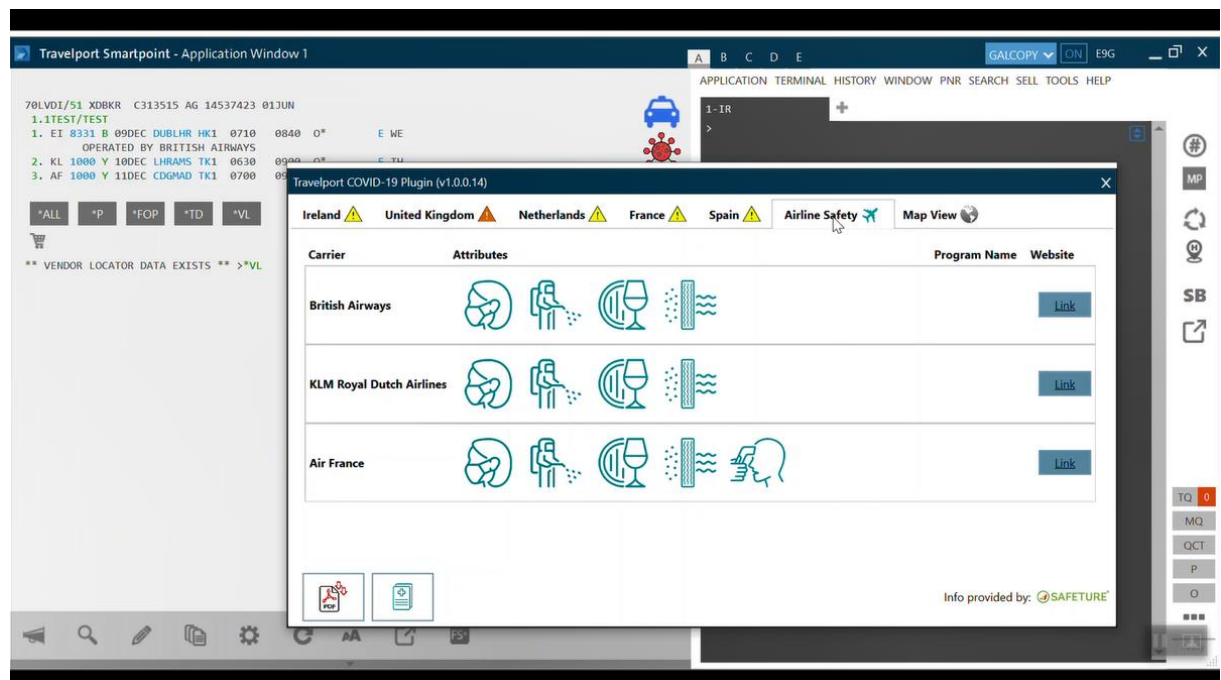 Travelport Smartpoint - Application Window 1
A B C D E
GALCOPY ON E9G
APPLICATION TERMINAL HISTORY WINDOW PNR SEARCH SELL TOOLS HELP
70LVDI/51 XDBKR C313515 AG 14537423 01JUN
1.1TEST/TEST
1. EI 8331 B 09DEC DUBLHR HK1 0710 0840 O* E WE
OPERATED BY BRITISH AIRWAYS
2. KL 1000 Y 10DEC LHRAMS TK1 0630 0900 O* E TH
3. AF 1000 Y 11DEC CDGMAD TK1 0700
*ALL *P *FOP *TD *VL
** VENDOR LOCATOR DATA EXISTS ** >*VL
1-IR
>
Travelport COVID-19 Plugin (v1.0.0.14)
Ireland United Kingdom Netherlands France Spain Airline Safety Map View
Carrier Attributes Program Name Website
British Airways Link
KLM Royal Dutch Airlines Link
Air France Link
PDF
Info provided by: SAFETURE
#
MP
H
SB
TQ 0
MQ
QCT
P
O
AA
FS